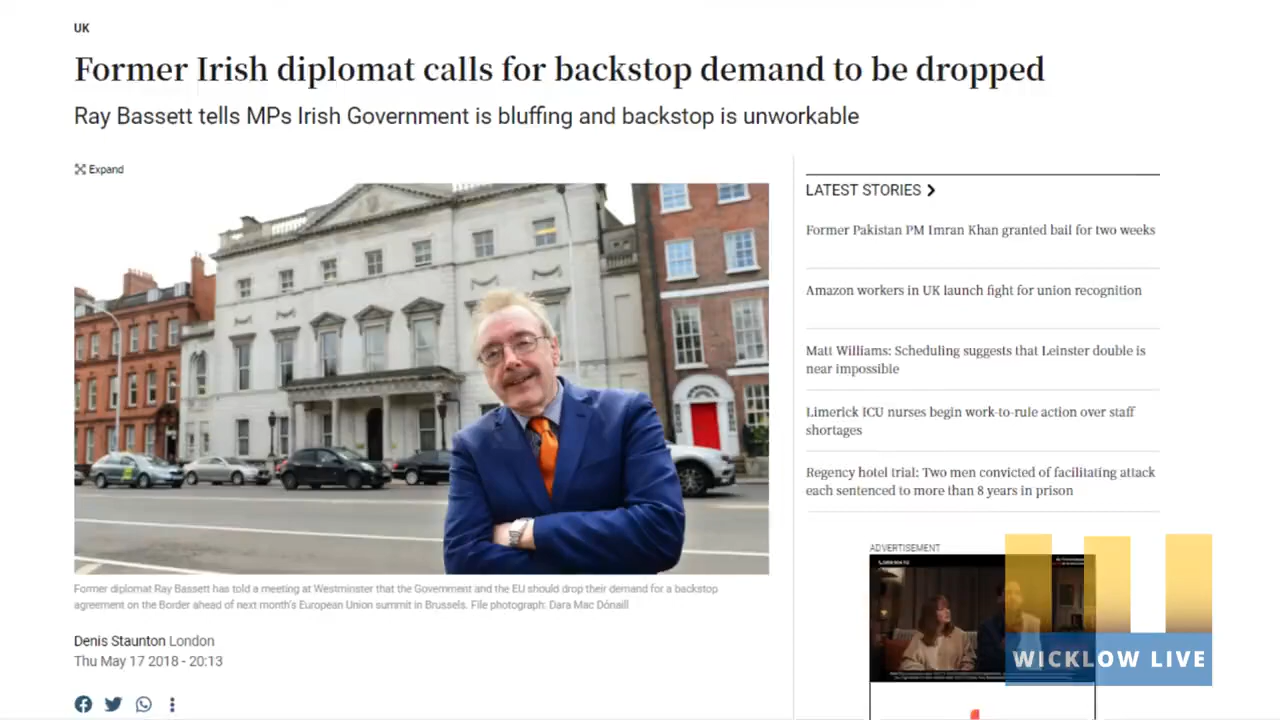 UK
Former Irish diplomat calls for backstop demand to be dropped
Ray Bassett tells MPs Irish Government is bluffing and backstop is unworkable
Expand
Former diplomat Ray Bassett has told a meeting at Westminster that the Government and the EU should drop their demand for a backstop
agreement on the Border ahead of next month's European Union summit in Brussels. File photograph: Dara Mac Dónaill
Denis Staunton London
Thu May 17 2018 - 20:13
LATEST STORIES
Former Pakistan PM Imran Khan granted bail for two weeks
Amazon workers in UK launch fight for union recognition
Matt Williams: Scheduling suggests that Leinster double is
near impossible
Limerick ICU nurses begin work-to-rule action over staff
shortages
Regency hotel trial: Two men convicted of facilitating attack
each sentenced to more than 8 years in prison
ADVERTISEMENT
WICKLOW LIVE